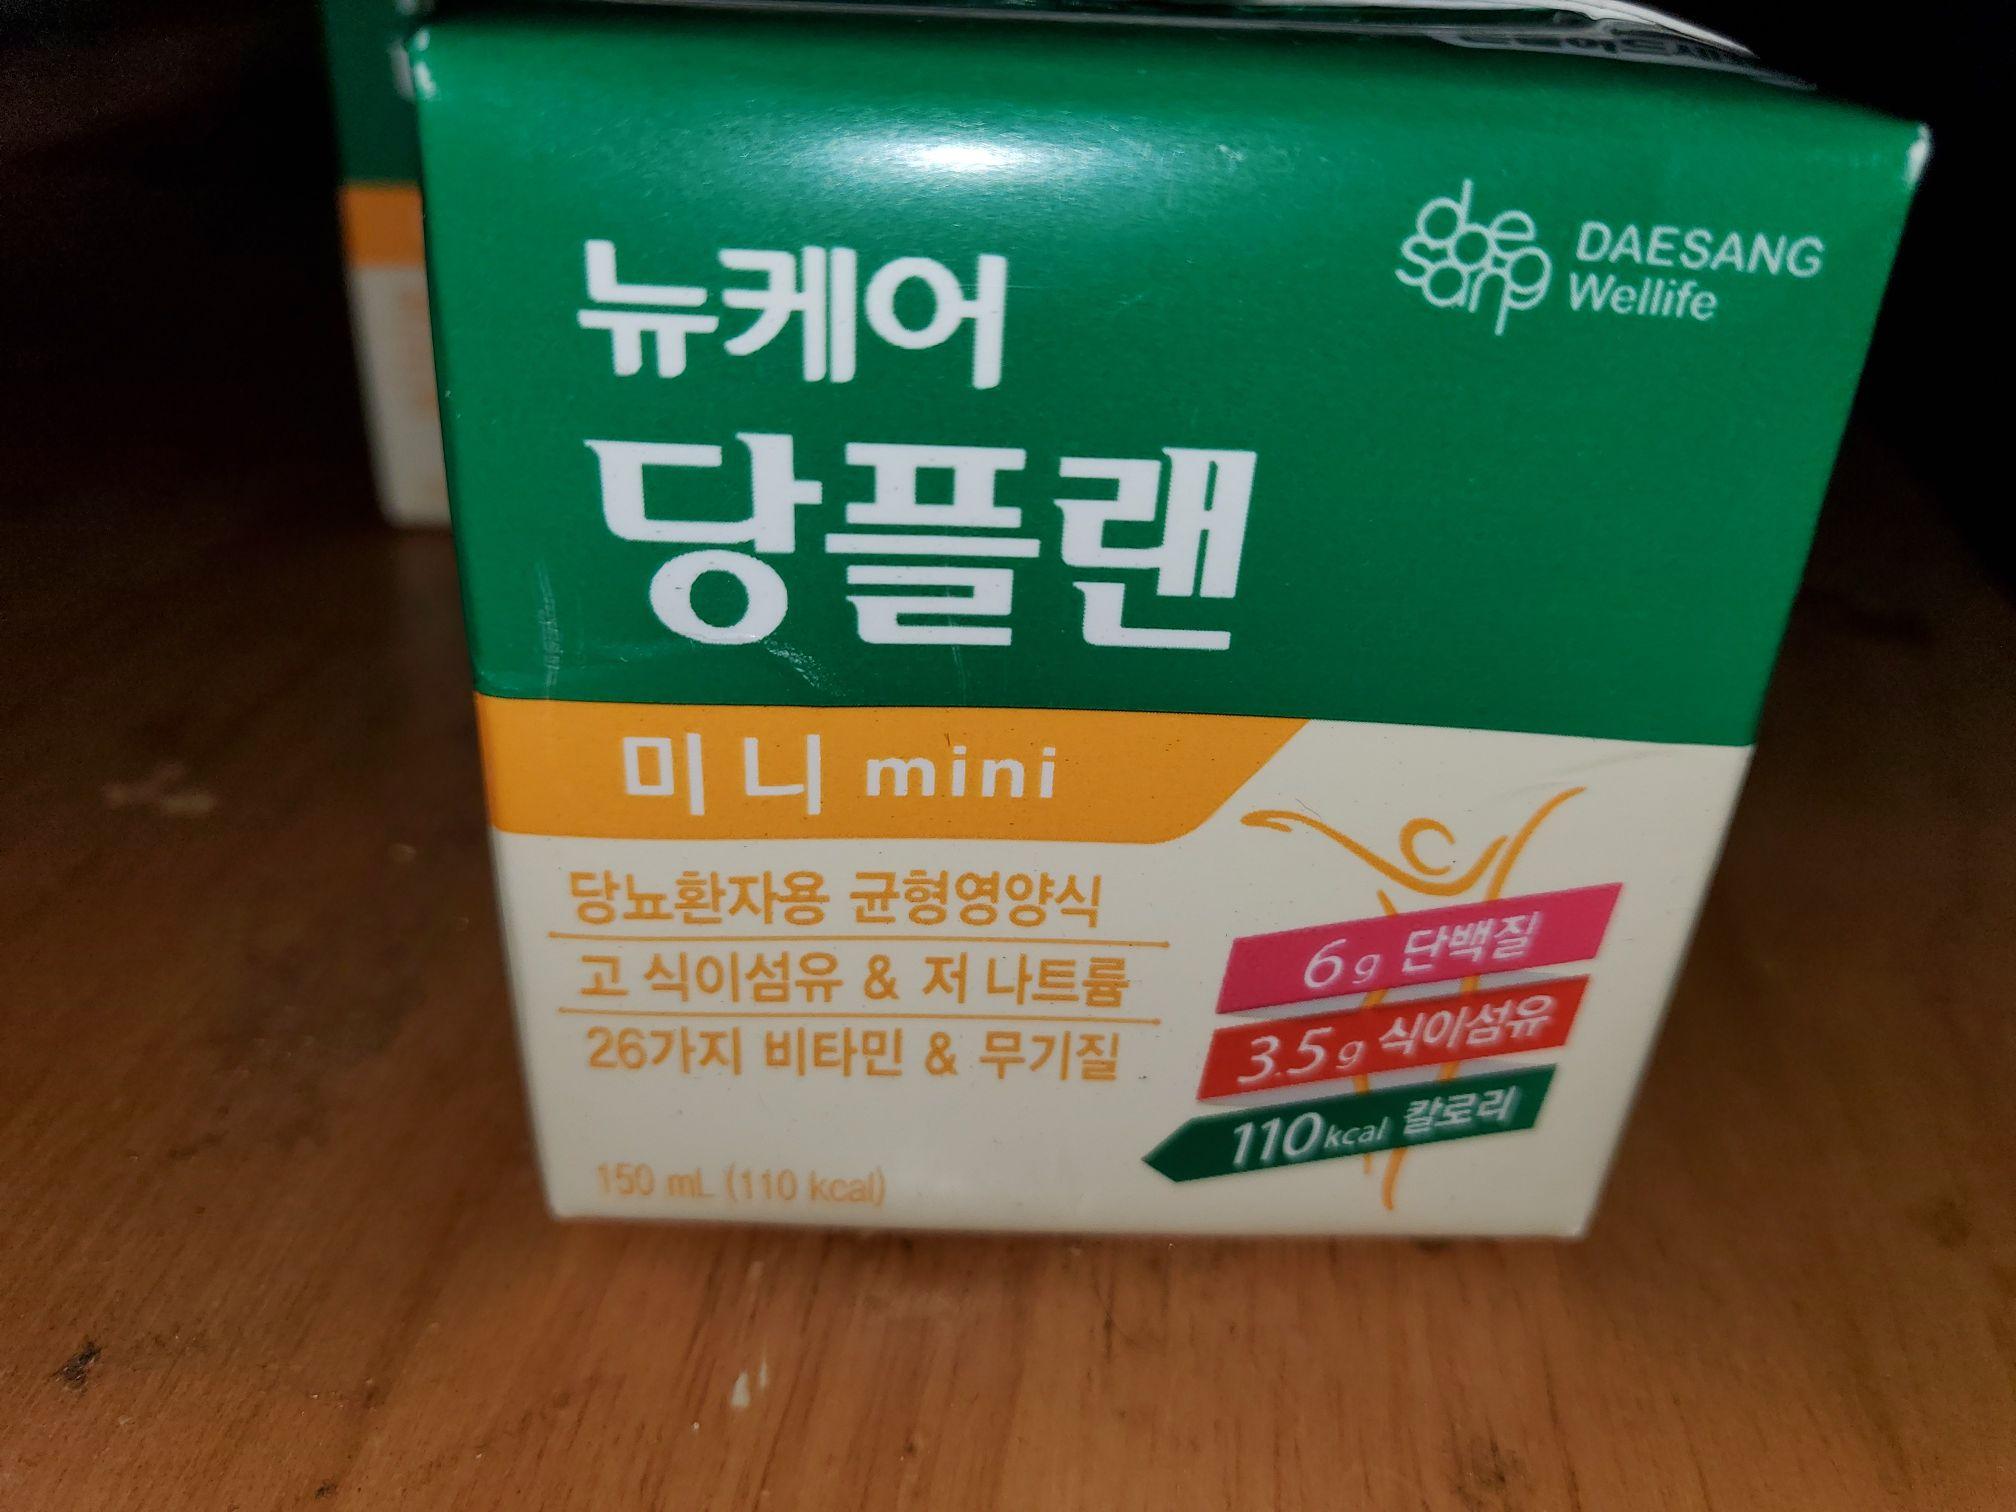 뉴케어
당플랜
daesang
DAESANG
Wellife
미니 mini
당뇨환자용 균형영양식
고 식이섬유 & 저 나트륨
26가지 비타민 & 무기질
6g 단백질
3.5g 식이섬유
110kcal 칼로리
150 mL (110 kcal)